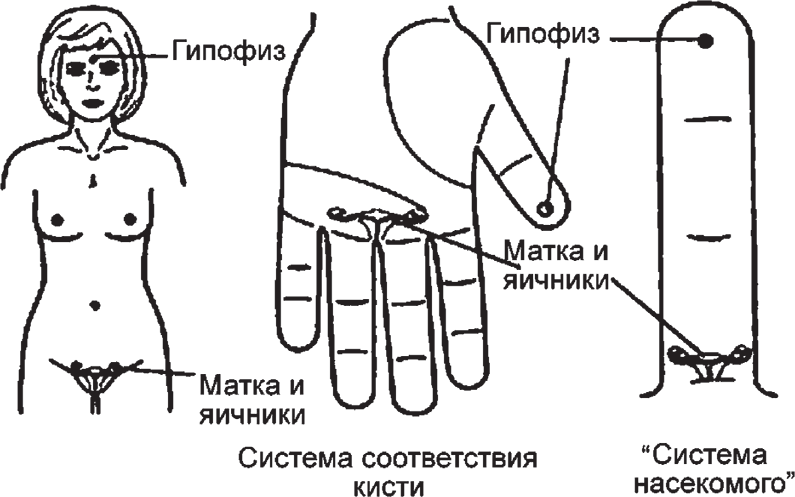 Гипофиз
Гипофиз
Матка и
яичники
Матка и
яичники
Система соответствия
кисти
“Система
насекомого”